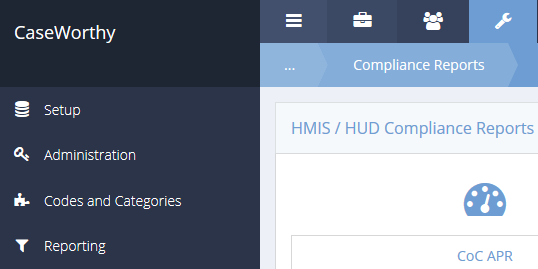 CaseWorthy
...
Compliance Reports
Setup
Administration
Codes and Categories
Reporting
HMIS / HUD Compliance Reports
CoC APR